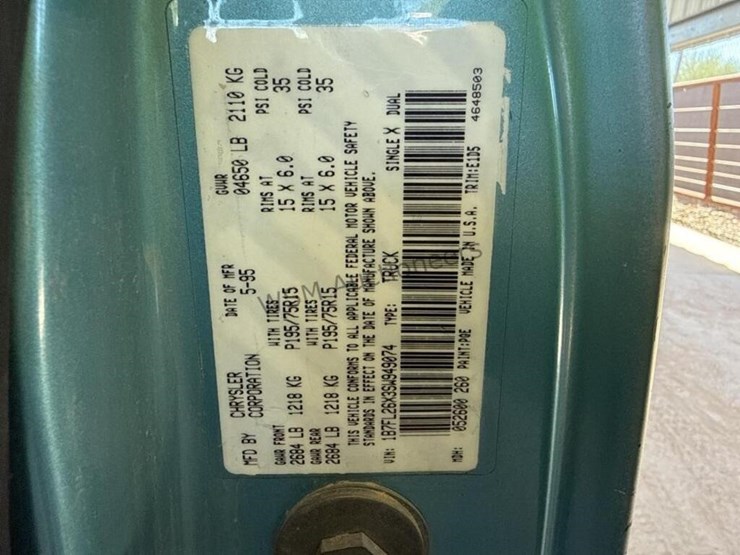 MFD BY CHRYSLER CORPORATION DATE OF MFR 5-95 GVWR 04650 LB 2110 KG
GAWR FRONT WITH TIRES RIMS AT PSI COLD
2684 LB 1218 KG P195/75R15 15 X 6.0 35
GAWR REAR WITH TIRES RIMS AT PSI COLD
2684 LB 1218 KG P195/75R15 15 X 6.0 35
THIS VEHICLE CONFORMS TO ALL APPLICABLE FEDERAL MOTOR VEHICLE SAFETY
STANDARDS IN EFFECT ON THE DATE OF MANUFACTURE SHOWN ABOVE.
VIN: 1B7FL26X3SW949074 TYPE: TRUCK SINGLE X DUAL
MDH: 052600 260 PAINT:PGE VEHICLE MADE IN U.S.A. TRIM:E1D5 4648503